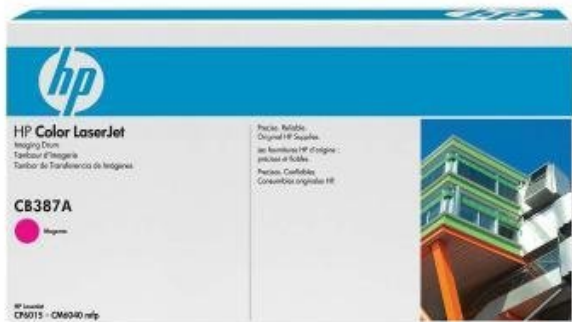 hp
HP Color LaserJet
Imaging Drum
Tambour d'imagerie
Tambor de Transferencia de Imágenes
CB387A
Magenta
HP LaserJet
CP6015 - CM6040 mfp
Precise. Reliable.
Original HP Supplies.
Les fournitures HP d'origine :
précises et fiables.
Precisos. Confiables
Consumibles originales HP.